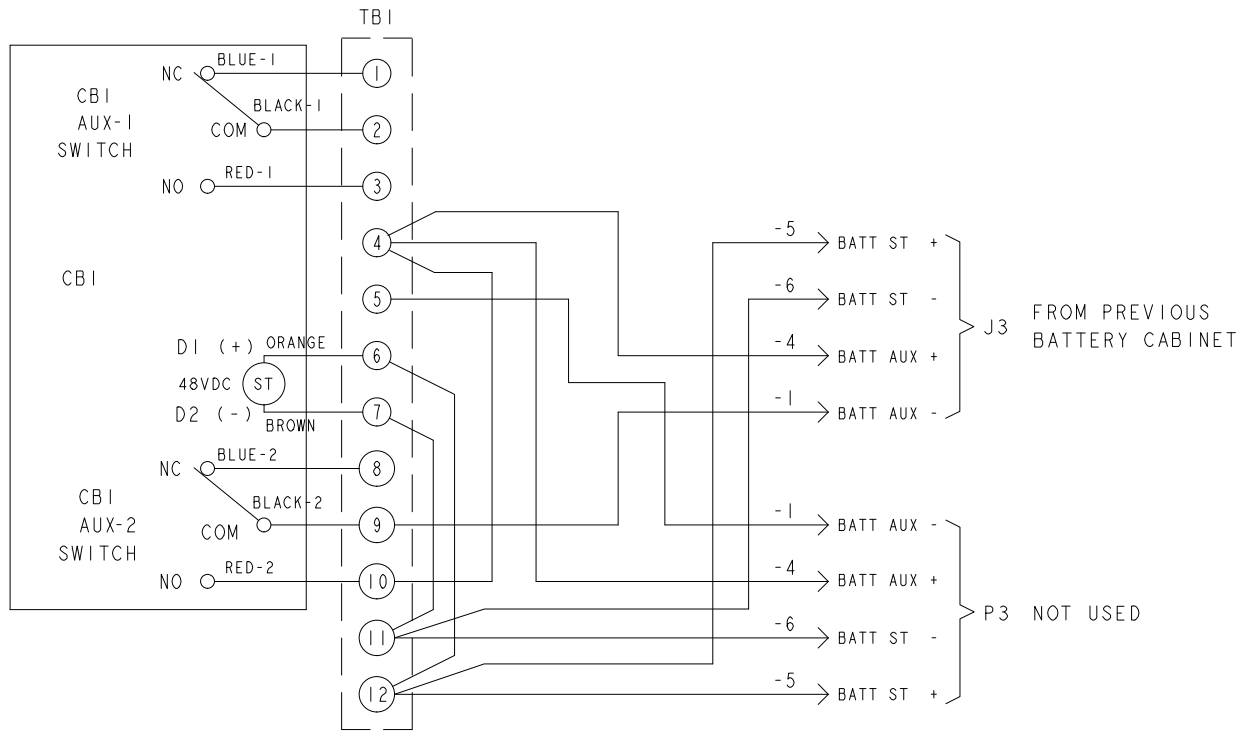 TB1
BLUE-1
NC
1
CB1
AUX-1
SWITCH
BLACK-1
COM
2
RED-1
NO
3
4
-5
BATT ST +
CB1
5
-6
BATT ST -
J3
FROM PREVIOUS
BATTERY CABINET
D1 (+)
ORANGE
6
-4
BATT AUX +
48VDC
ST
D2 (-)
BROWN
7
-1
BATT AUX -
BLUE-2
NC
8
CB1
AUX-2
SWITCH
BLACK-2
COM
9
-1
BATT AUX -
RED-2
NO
10
-4
BATT AUX +
P3
NOT USED
11
-6
BATT ST -
12
-5
BATT ST +